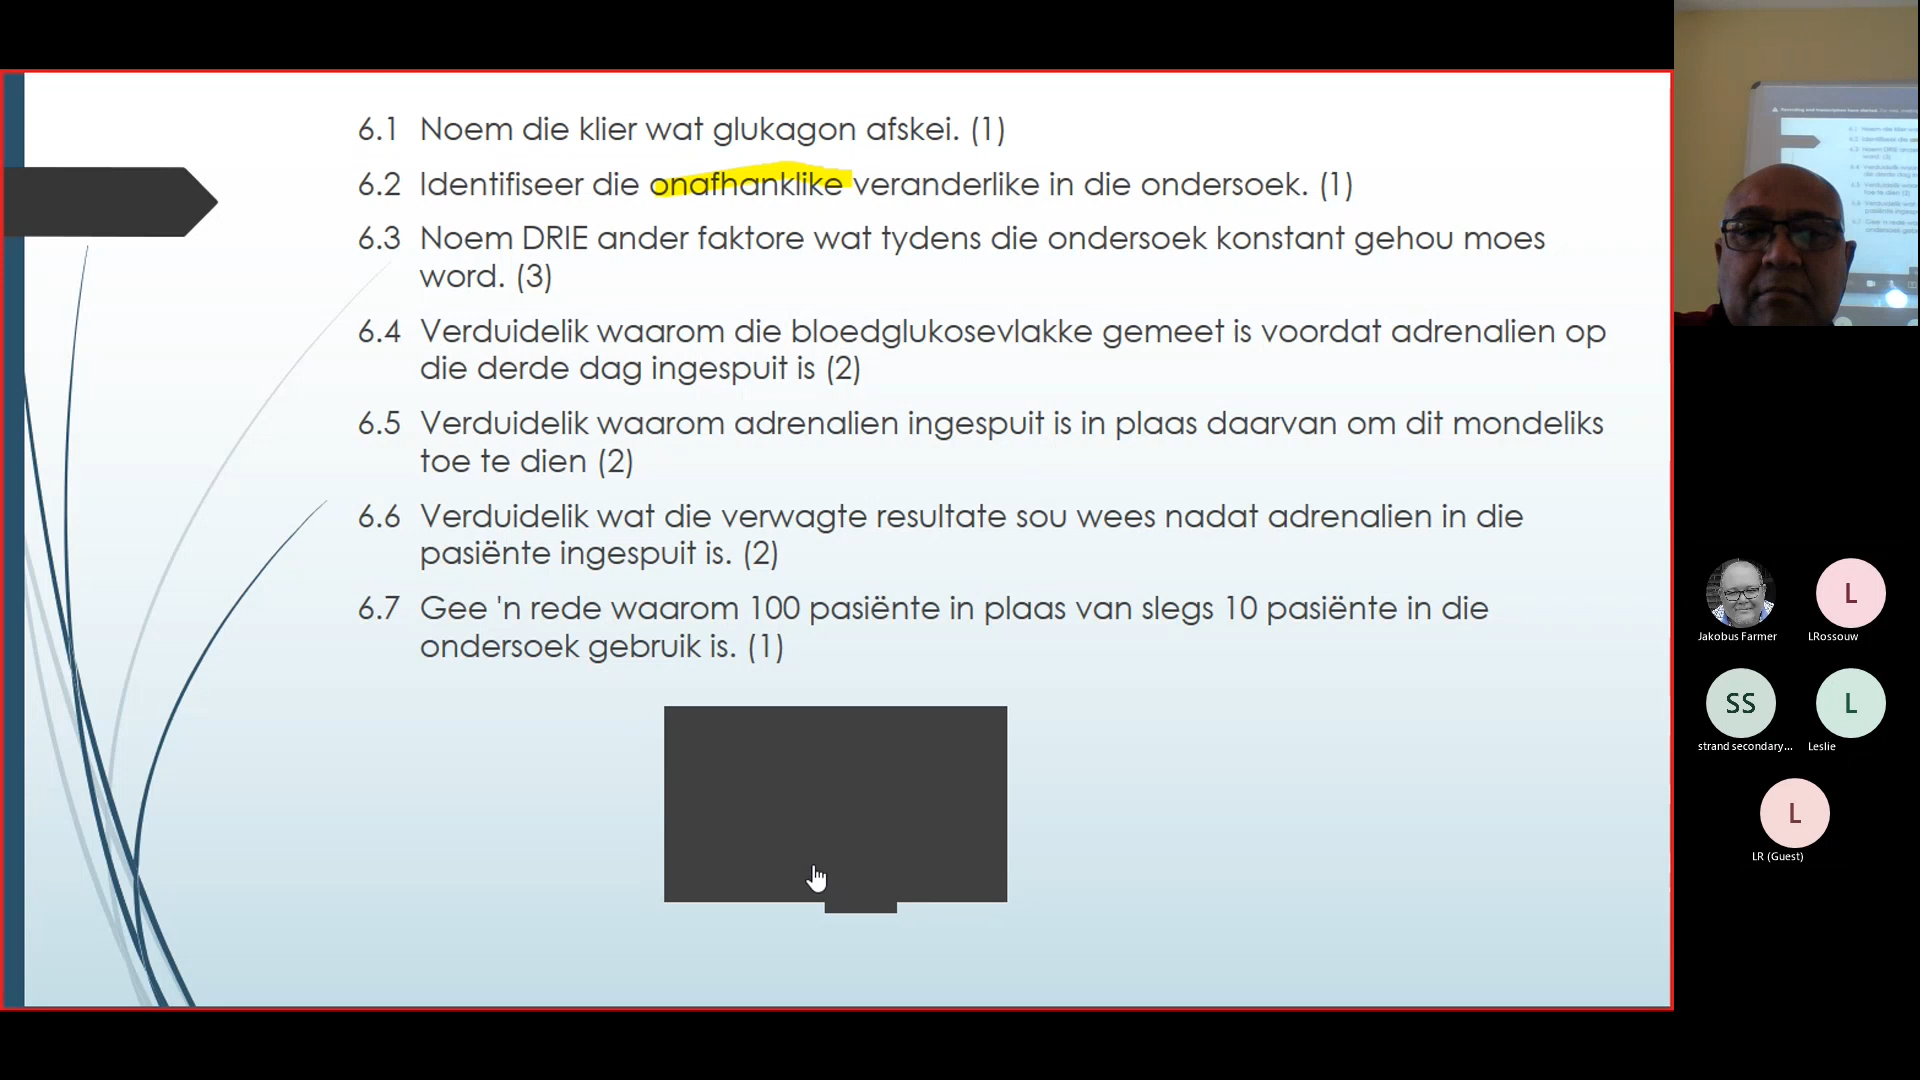 6.1 Noem die klier wat glukagon afskei. (1)
6.2 Identifiseer die onafhanklike veranderlike in die ondersoek. (1)
6.3 Noem DRIE ander faktore wat tydens die ondersoek konstant gehou moes
word. (3)
6.4 Verduidelik waarom die bloedglukosevlakke gemeet is voordat adrenalien op
die derde dag ingespuit is (2)
6.5 Verduidelik waarom adrenalien ingespuit is in plaas daarvan om dit mondeliks
toe te dien (2)
6.6 Verduidelik wat die verwagte resultate sou wees nadat adrenalien in die
pasiënte ingespuit is. (2)
6.7 Gee 'n rede waarom 100 pasiënte in plaas van slegs 10 pasiënte in die
ondersoek gebruik is. (1)
L
Jakobus Farmer
LRossouw
SS
L
strand secondary...
Leslie
L
LR (Guest)